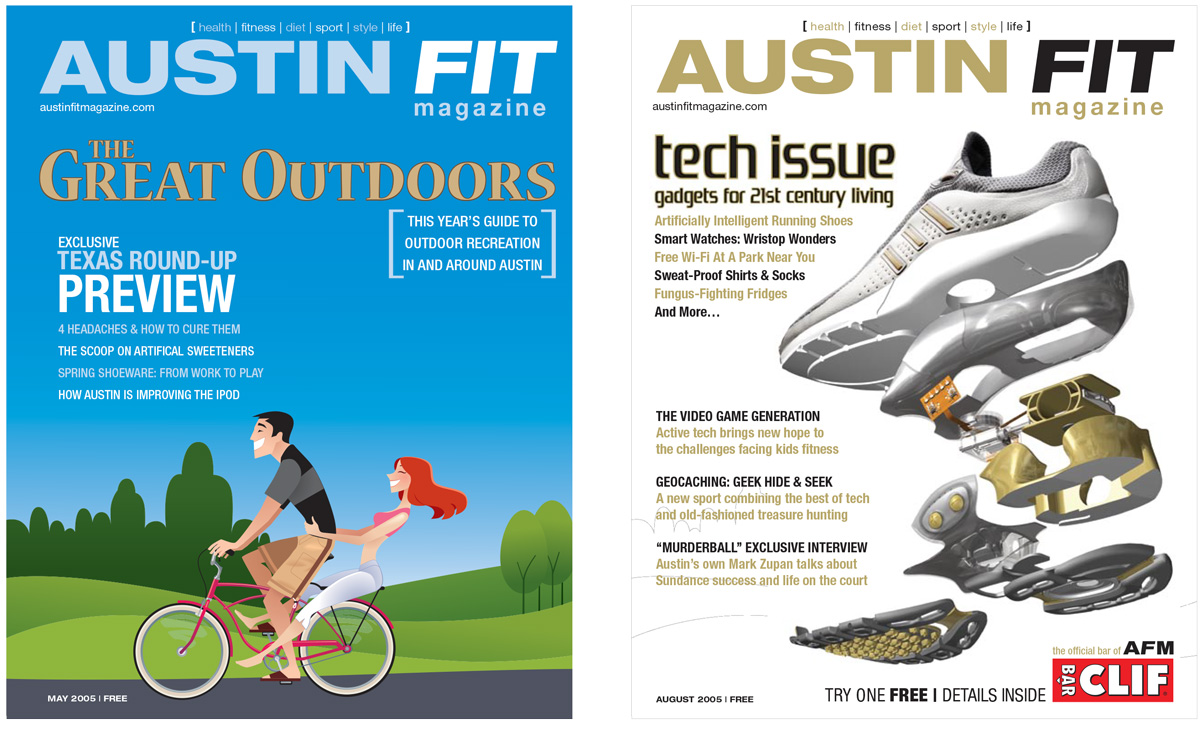 [ health | fitness | diet | sport | style | life ]
AUSTIN FIT
magazine
austinfitmagazine.com
THE
GREAT OUTDOORS
THIS YEAR'S GUIDE TO
OUTDOOR RECREATION
IN AND AROUND AUSTIN
EXCLUSIVE
TEXAS ROUND-UP
PREVIEW
4 HEADACHES & HOW TO CURE THEM
THE SCOOP ON ARTIFICAL SWEETENERS
SPRING SHOEWARE: FROM WORK TO PLAY
HOW AUSTIN IS IMPROVING THE IPOD
MAY 2005 | FREE
[ health | fitness | diet | sport | style | life ]
AUSTIN FIT
magazine
austinfitmagazine.com
tech issue
gadgets for 21st century living
Artificially Intelligent Running Shoes
Smart Watches: Wristop Wonders
Free Wi-Fi At A Park Near You
Sweat-Proof Shirts & Socks
Fungus-Fighting Fridges
And More...
THE VIDEO GAME GENERATION
Active tech brings new hope to
the challenges facing kids fitness
GEOCACHING: GEEK HIDE & SEEK
A new sport combining the best of tech
and old-fashioned treasure hunting
"MURDERBALL" EXCLUSIVE INTERVIEW
Austin's own Mark Zupan talks about
Sundance success and life on the court
the official bar of AFM
CLIF BAR
AUGUST 2005 | FREE
TRY ONE FREE | DETAILS INSIDE